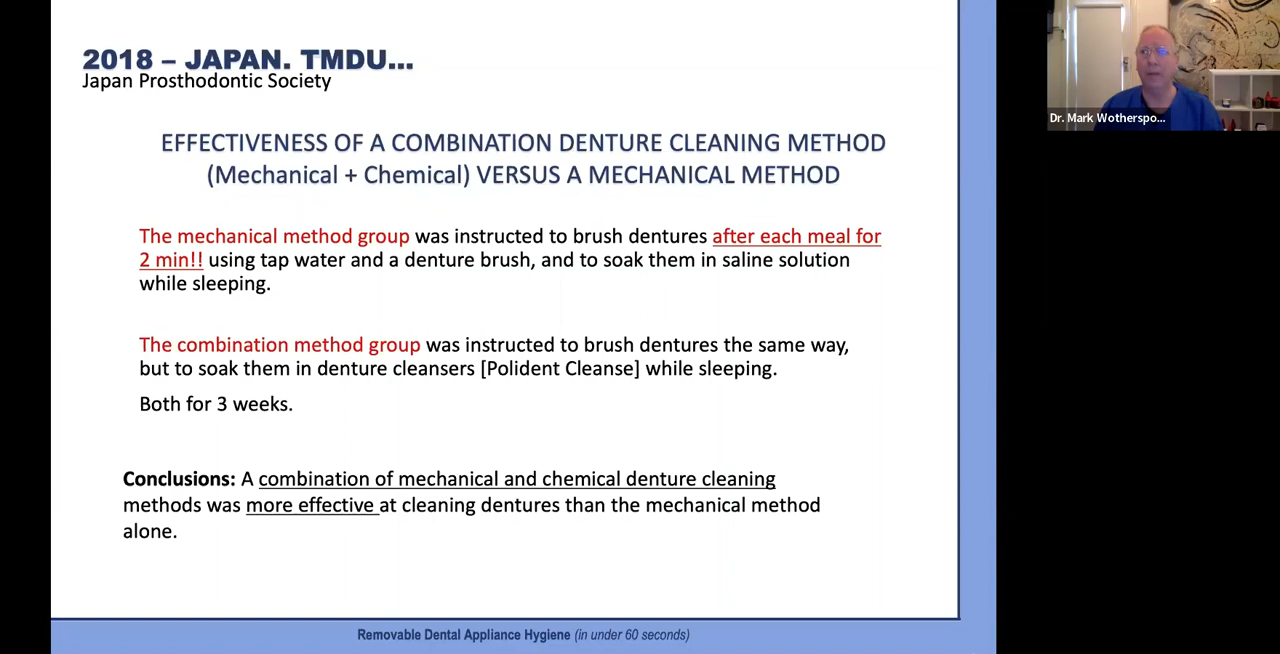 2018 – JAPAN. TMDU...
Japan Prosthodontic Society
EFFECTIVENESS OF A COMBINATION DENTURE CLEANING METHOD
(Mechanical + Chemical) VERSUS A MECHANICAL METHOD
The mechanical method group was instructed to brush dentures after each meal for
2 min!! using tap water and a denture brush, and to soak them in saline solution
while sleeping.
The combination method group was instructed to brush dentures the same way,
but to soak them in denture cleansers [Polident Cleanse] while sleeping.
Both for 3 weeks.
Conclusions: A combination of mechanical and chemical denture cleaning
methods was more effective at cleaning dentures than the mechanical method
alone.
Removable Dental Appliance Hygiene (in under 60 seconds)
Dr. Mark Wotherspo...